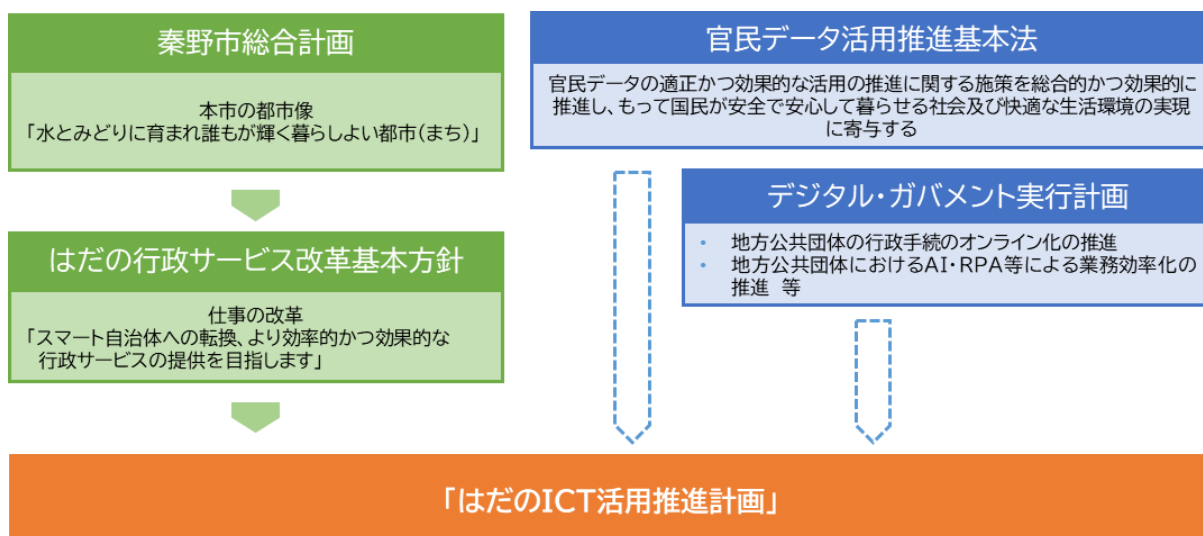 秦野市総合計画
本市の都市像
「水とみどりに育まれ誰もが輝く暮らしよい都市(まち)」
はだの行政サービス改革基本方針
仕事の改革
「スマート自治体への転換、より効率的かつ効果的な
行政サービスの提供を目指します」
官民データ活用推進基本法
官民データの適正かつ効果的な活用の推進に関する施策を総合的かつ効果的に
推進し、もって国民が安全で安心して暮らせる社会及び快適な生活環境の実現
に寄与する
デジタル・ガバメント実行計画
• 地方公共団体の行政手続のオンライン化の推進
• 地方公共団体におけるAI・RPA等による業務効率化の
推進 等
「はだのICT活用推進計画」